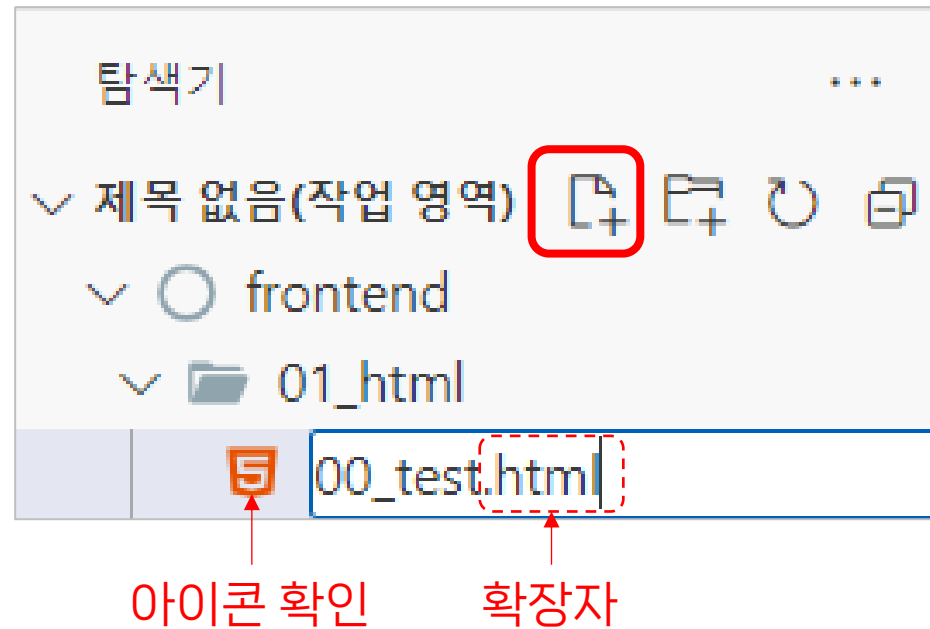 탐색기 ...
제목 없음(작업 영역)
frontend
01_html
00_test.html
아이콘 확인 확장자